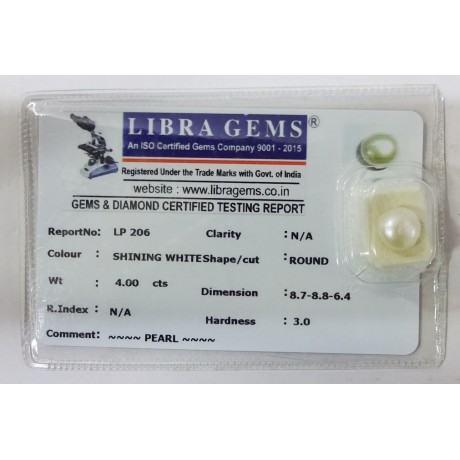 LIBRA GEMS®
An ISO Certified Gems Company 9001 - 2015
Registered Under the Trade Marks with Govt. of India
website : www.libragems.co.in
GEMS & DIAMOND CERTIFIED TESTING REPORT
ReportNo: LP 206 Clarity : N/A
Colour : SHINING WHITE Shape/cut : ROUND
Wt : 4.00 cts Dimension : 8.7-8.8-6.4
R.Index : N/A Hardness : 3.0
Comment: ~~~~ PEARL ~~~~